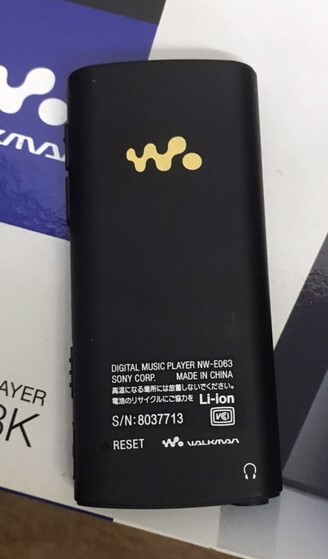 DIGITAL MUSIC PLAYER NW-E063
SONY CORP. MADE IN CHINA
高温になる場所には放置しないでください。
電池のリサイクルにご協力を Li-ion
S/N: 8037713
VCI
RESET WALKMAN
AYER